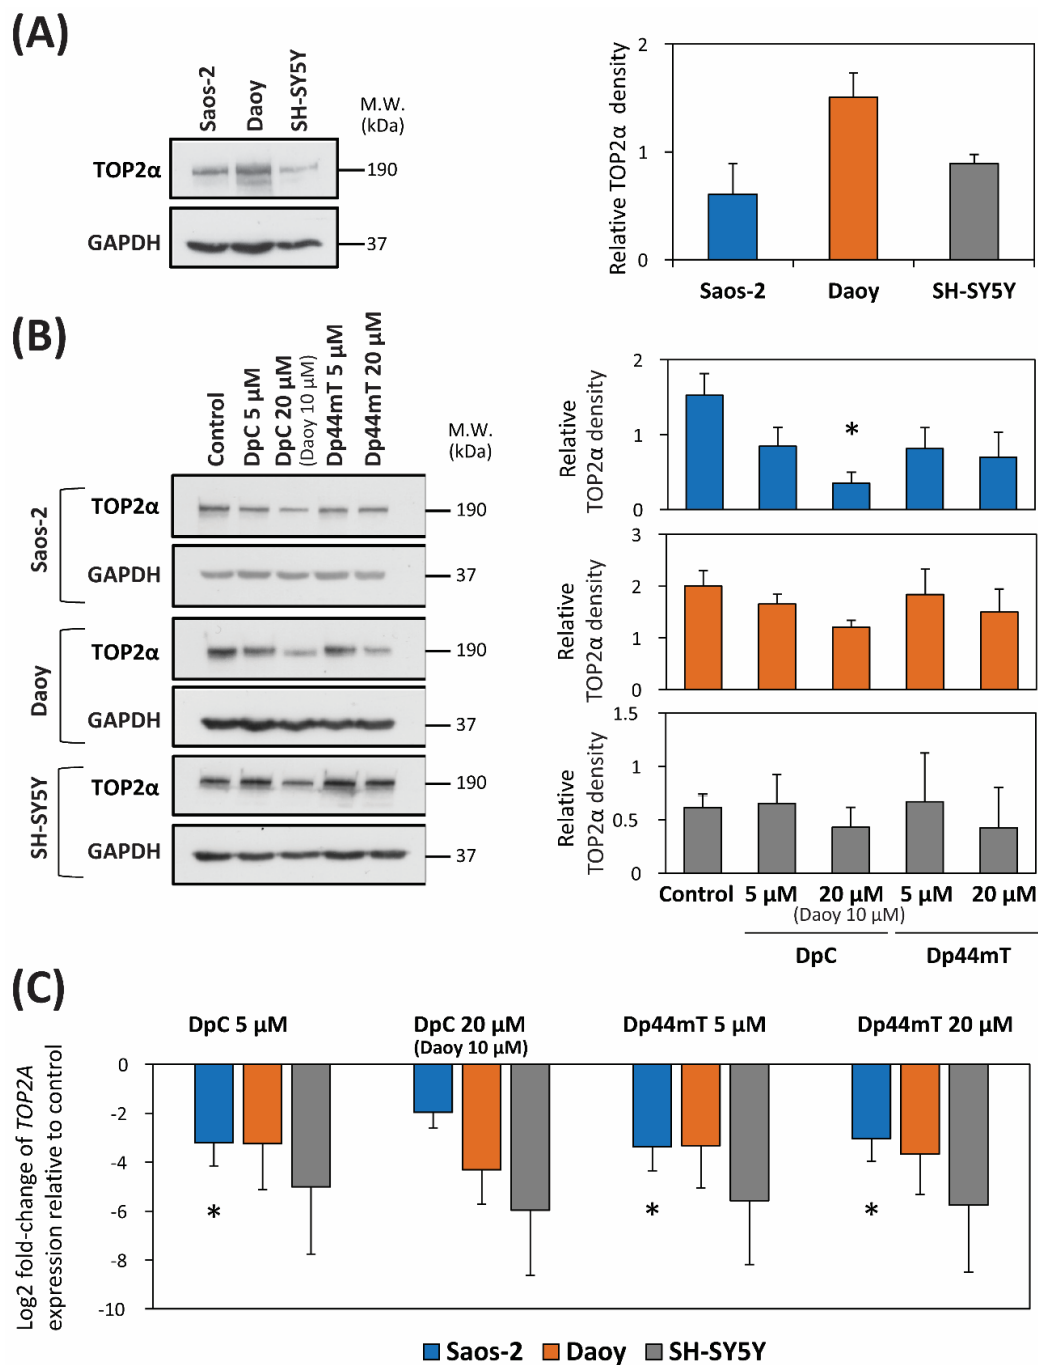 (A)
Saos-2
Daoy
SH-SY5Y
M.W.
(kDa)
TOP2α
190
GAPDH
37
Relative TOP2α density
2
1
0
Saos-2
Daoy
SH-SY5Y
(B)
Control
DpC 5 μM
DpC 20 μM
(Daoy 10 μM)
Dp44mT 5 μM
Dp44mT 20 μM
M.W.
(kDa)
Saos-2
TOP2α
190
GAPDH
37
Daoy
TOP2α
190
GAPDH
37
SH-SY5Y
TOP2α
190
GAPDH
37
Relative
TOP2α density
2
1
0
*
Relative
TOP2α density
3
2
1
0
Relative
TOP2α density
1.5
1
0.5
0
Control 5 μM 20 μM 5 μM 20 μM
(Daoy 10 μM)
DpC
Dp44mT
(C)
DpC 5 μM
DpC 20 μM
(Daoy 10 μM)
Dp44mT 5 μM
Dp44mT 20 μM
Log2 fold-change of TOP2A
expression relative to control
0
-2
-4
-6
-8
-10
*
*
*
Saos-2 Daoy SH-SY5Y